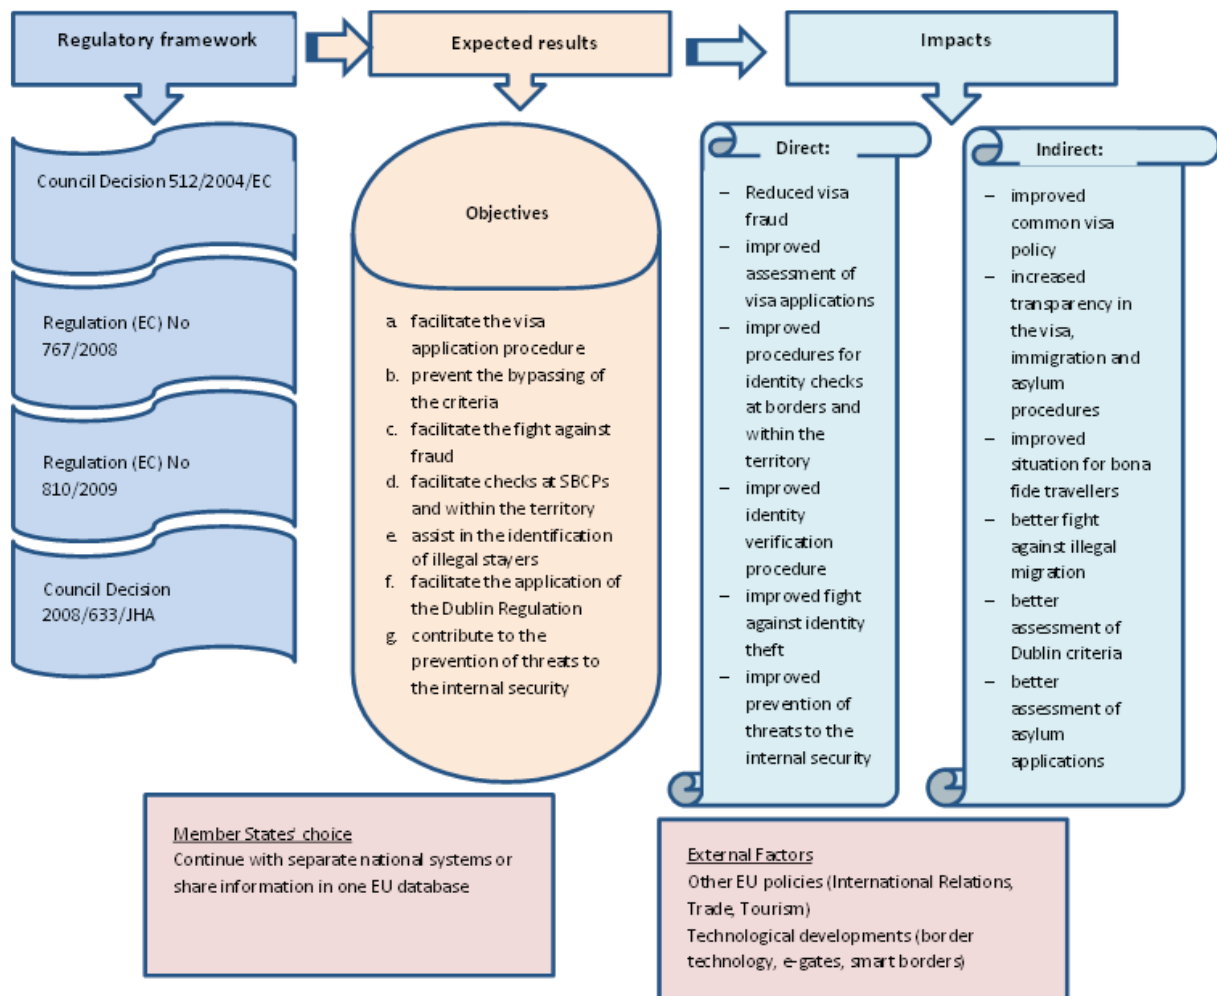 Regulatory framework
Expected results
Impacts
Council Decision 512/2004/EC
Regulation (EC) No
767/2008
Regulation (EC) No
810/2009
Council Decision
2008/633/JHA
Objectives
a. facilitate the visa
application procedure
b. prevent the bypassing of
the criteria
c. facilitate the fight against
fraud
d. facilitate checks at SBCPs
and within the territory
e. assist in the identification
of illegal stayers
f. facilitate the application of
the Dublin Regulation
g. contribute to the
prevention of threats to
the internal security
Direct:
– Reduced visa
fraud
– improved
assessment of
visa applications
– improved
procedures for
identity checks
at borders and
within the
territory
– improved
identity
verification
procedure
– improved fight
against identity
theft
– improved
prevention of
threats to the
internal security
Indirect:
– improved
common visa
policy
– increased
transparency in
the visa,
immigration and
asylum
procedures
– improved
situation for bona
fide travellers
– better fight
against illegal
migration
– better
assessment of
Dublin criteria
– better
assessment of
asylum
applications
Member States' choice
Continue with separate national systems or
share information in one EU database
External Factors
Other EU policies (International Relations,
Trade, Tourism)
Technological developments (border
technology, e-gates, smart borders)